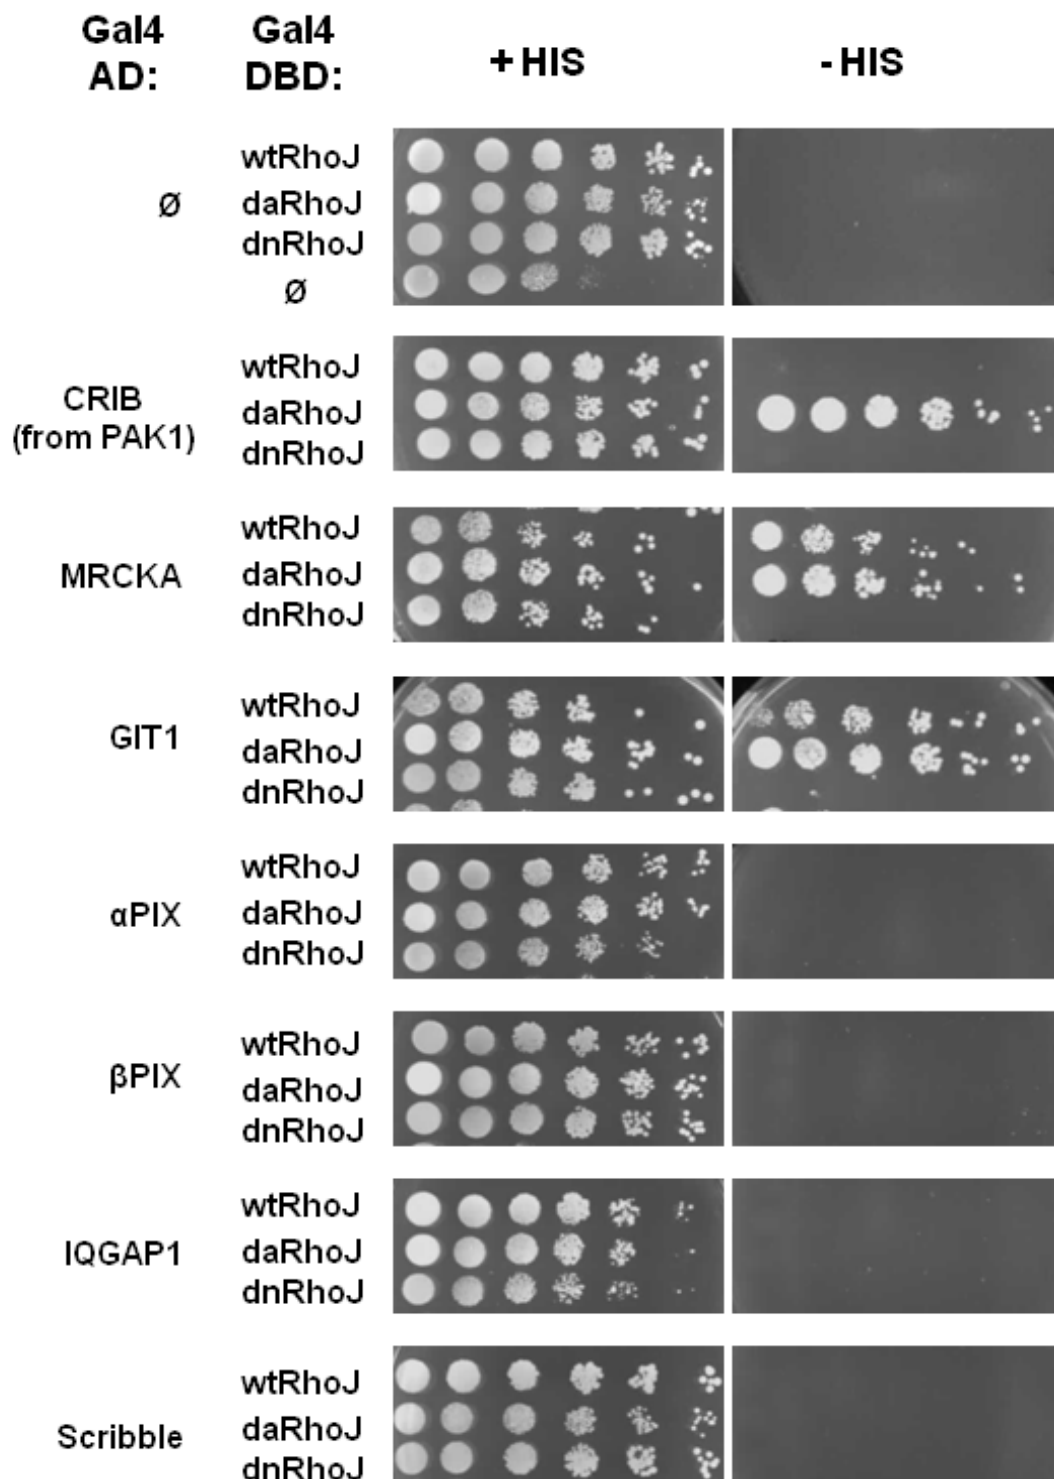 Gal4 AD:
Gal4 DBD:
+ HIS
- HIS
Ø
wtRhoJ
daRhoJ
dnRhoJ
Ø
CRIB
(from PAK1)
wtRhoJ
daRhoJ
dnRhoJ
MRCKA
wtRhoJ
daRhoJ
dnRhoJ
GIT1
wtRhoJ
daRhoJ
dnRhoJ
αPIX
wtRhoJ
daRhoJ
dnRhoJ
βPIX
wtRhoJ
daRhoJ
dnRhoJ
IQGAP1
wtRhoJ
daRhoJ
dnRhoJ
Scribble
wtRhoJ
daRhoJ
dnRhoJ